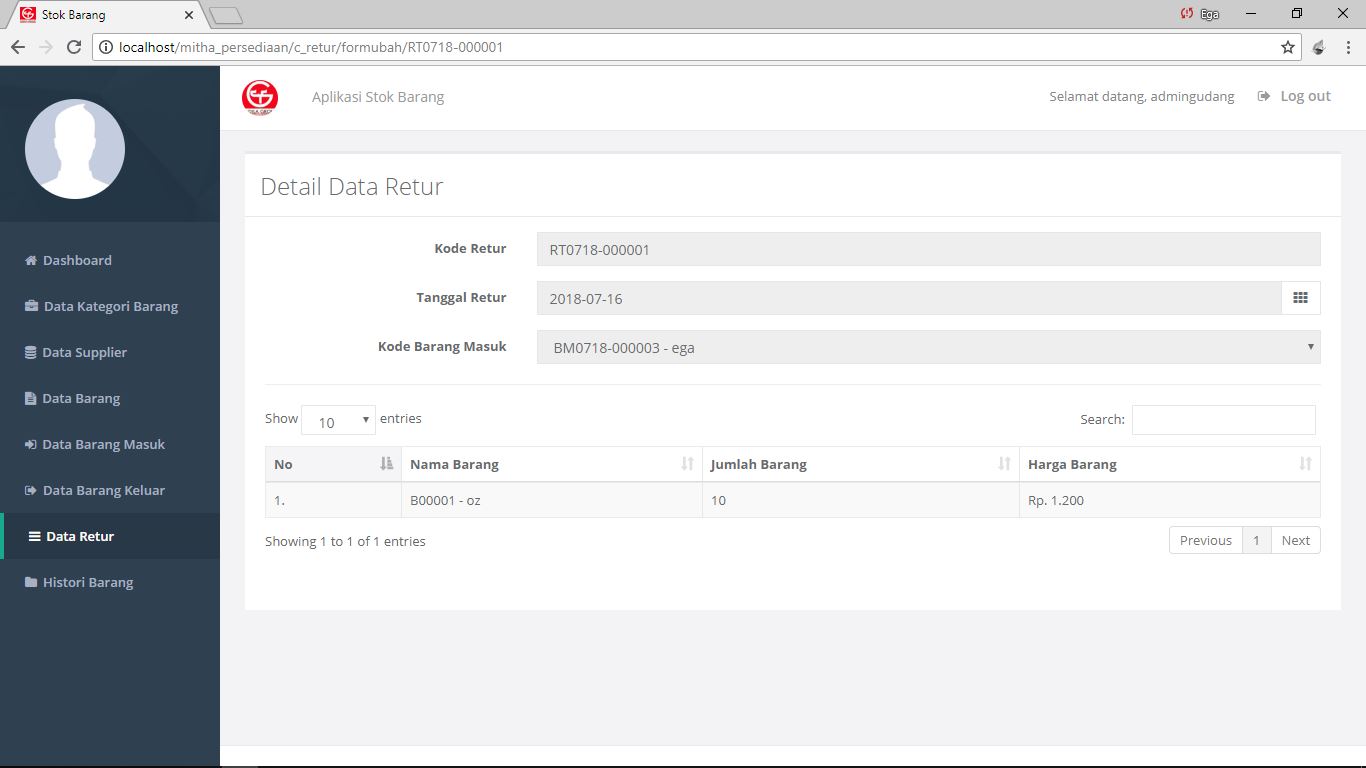 Stok Barang
Ega
localhost/mitha_persediaan/c_retur/formubah/RT0718-000001
Aplikasi Stok Barang
Selamat datang, admingudang
Log out
Dashboard
Data Kategori Barang
Data Supplier
Data Barang
Data Barang Masuk
Data Barang Keluar
Data Retur
Histori Barang
Detail Data Retur
Kode Retur RT0718-000001
Tanggal Retur 2018-07-16
Kode Barang Masuk BM0718-000003 - ega
Show 10 entries
Search:
No Nama Barang Jumlah Barang Harga Barang
1. B00001 - oz 10 Rp. 1.200
Showing 1 to 1 of 1 entries
Previous 1 Next